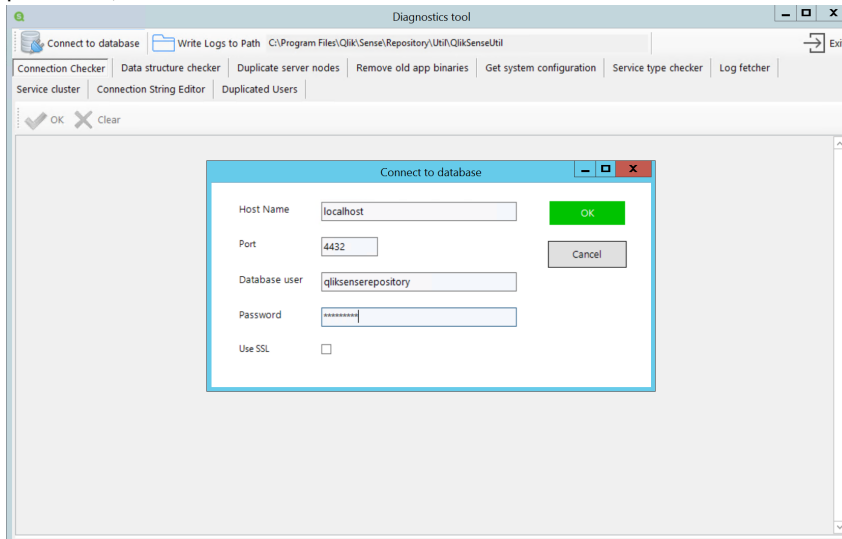 Diagnostics tool
Connect to database Write Logs to Path C:\Program Files\Qlik\Sense\Repository\Util\QlikSenseUtil Exi
Connection Checker Data structure checker Duplicate server nodes Remove old app binaries Get system configuration Service type checker Log fetcher
Service cluster Connection String Editor Duplicated Users
OK Clear
Connect to database
Host Name localhost OK
Port 4432 Cancel
Database user qliksenserepository
Password *********
Use SSL